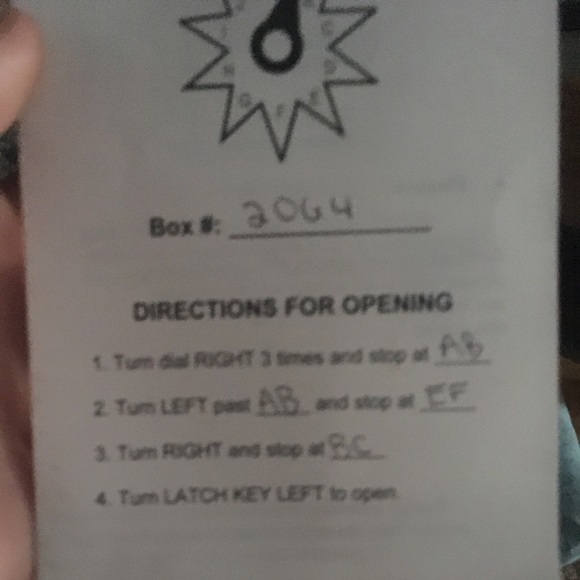 J K C
H D
G F E
Box #: 2064
DIRECTIONS FOR OPENING
1. Turn dial RIGHT 3 times and stop at AB
2. Turn LEFT past AB and stop at EF
3. Turn RIGHT and stop at BC
4. Turn LATCH KEY LEFT to open.